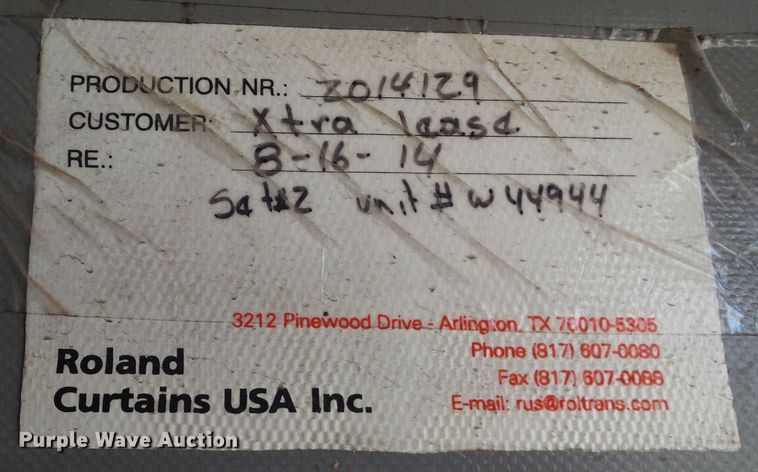 PRODUCTION NR.: 2014129
CUSTOMER: Xtra lease
RE.: 8-16-14
Set#2 unit # W44944
3212 Pinewood Drive - Arlington, TX 76010-5305
Phone (817) 607-0080
Fax (817) 607-0088
E-mail: rus@roltrans.com
Roland
Curtains USA Inc.
Purple Wave Auction